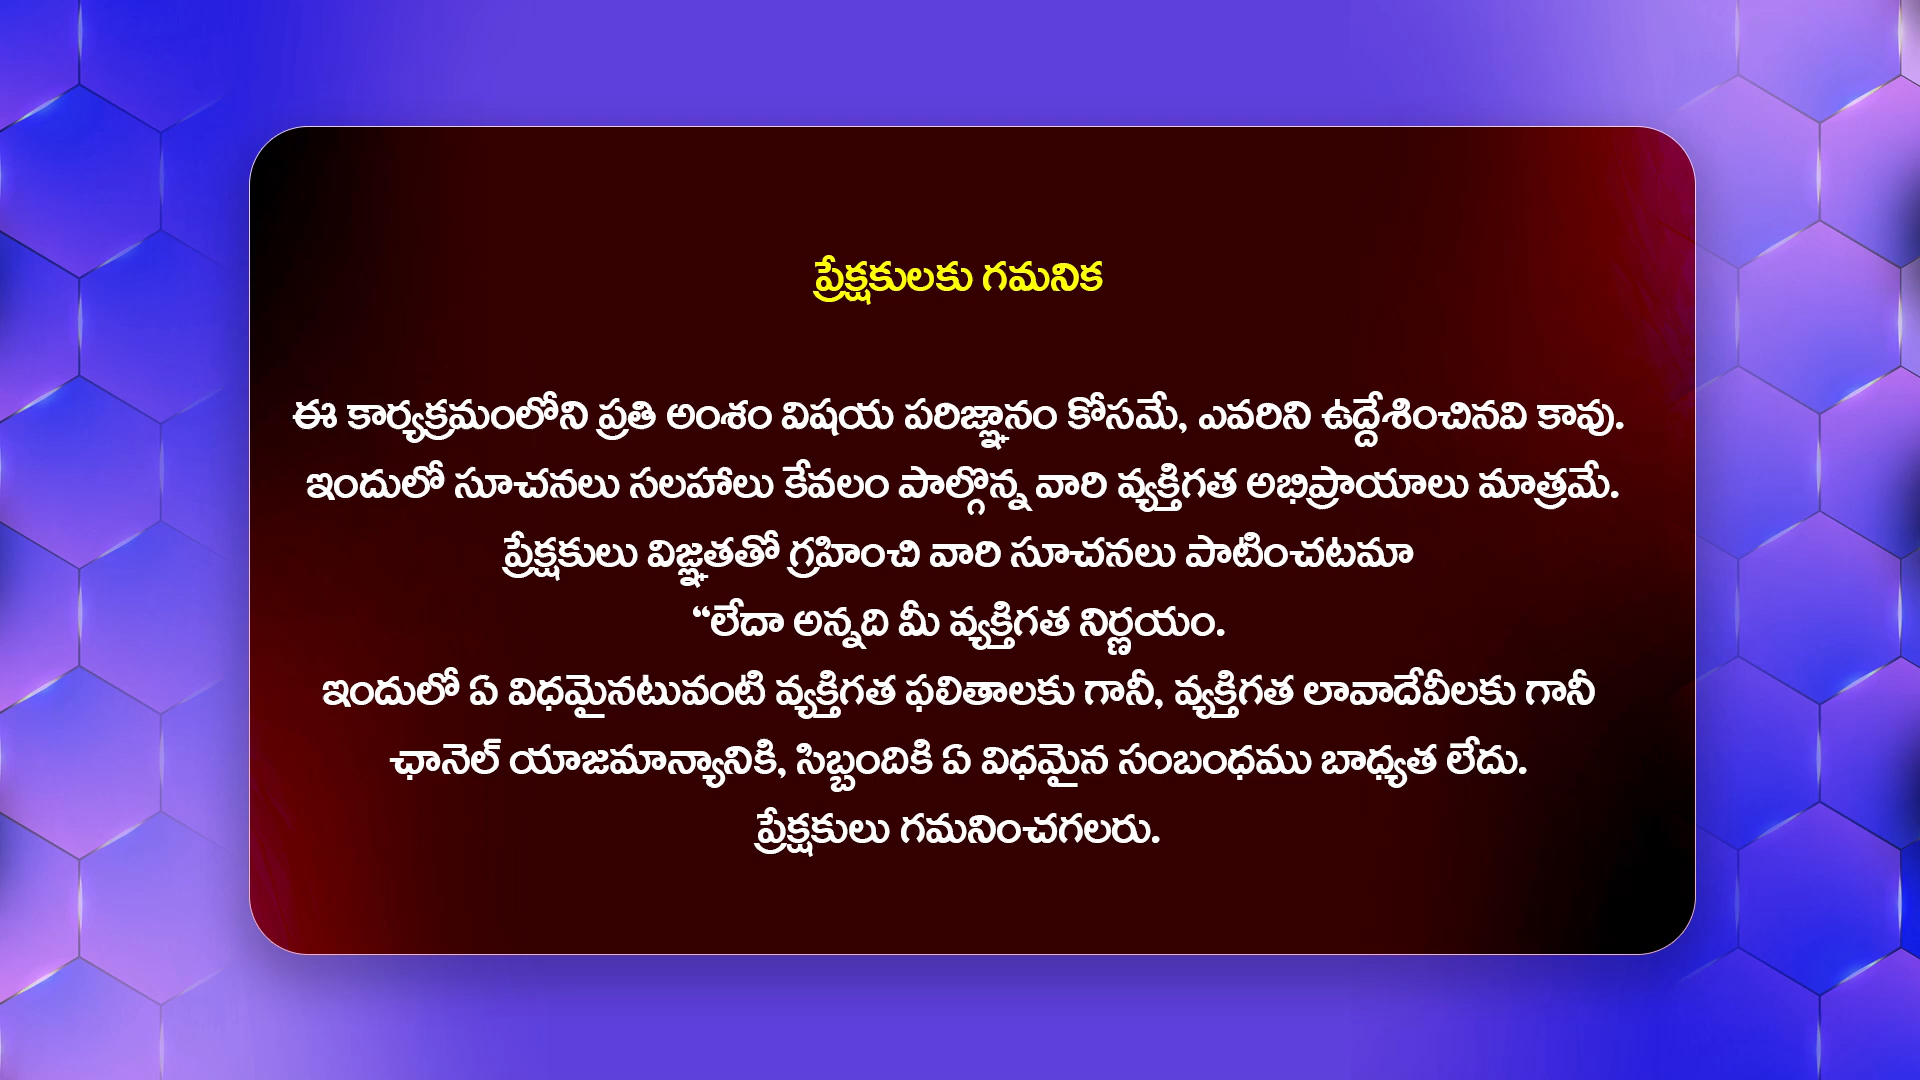 ప్రేక్షకులకు గమనిక
ఈ కార్యక్రమంలోని ప్రతి అంశం విషయ పరిజ్ఞానం కోసమే, ఎవరిని ఉద్దేశించినవి కావు.
ఇందులో సూచనలు సలహాలు కేవలం పాల్గొన్న వారి వ్యక్తిగత అభిప్రాయాలు మాత్రమే.
ప్రేక్షకులు విజ్ఞతతో గ్రహించి వారి సూచనలు పాటించటమా
“లేదా అన్నది మీ వ్యక్తిగత నిర్ణయం.
ఇందులో ఏ విధమైనటువంటి వ్యక్తిగత ఫలితాలకు గానీ, వ్యక్తిగత లావాదేవీలకు గానీ
ఛానెల్ యాజమాన్యానికి, సిబ్బందికి ఏ విధమైన సంబంధము బాధ్యత లేదు.
ప్రేక్షకులు గమనించగలరు.